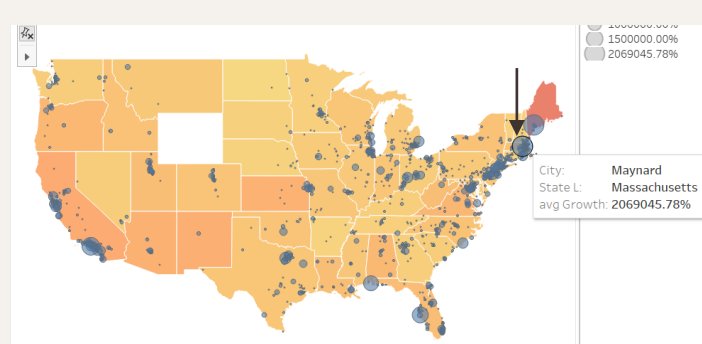 1500000.00%
2069045.78%
City: Maynard
State L: Massachusetts
avg Growth: 2069045.78%